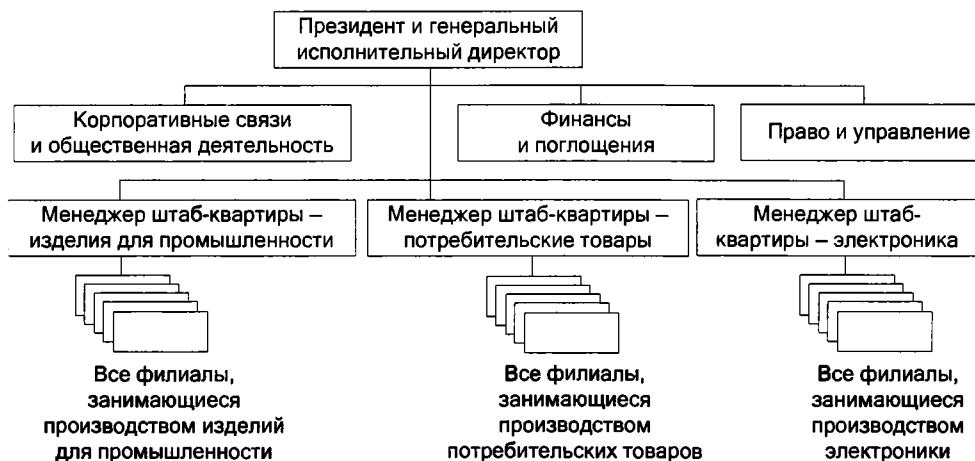 Президент и генеральный
исполнительный директор
Корпоративные связи
и общественная деятельность
Финансы
и поглощения
Право и управление
Менеджер штаб-квартиры –
изделия для промышленности
Менеджер штаб-квартиры –
потребительские товары
Менеджер штаб-
квартиры – электроника
Все филиалы,
занимающиеся
производством изделий
для промышленности
Все филиалы,
занимающиеся
производством
потребительских товаров
Все филиалы,
занимающиеся
производством
электроники